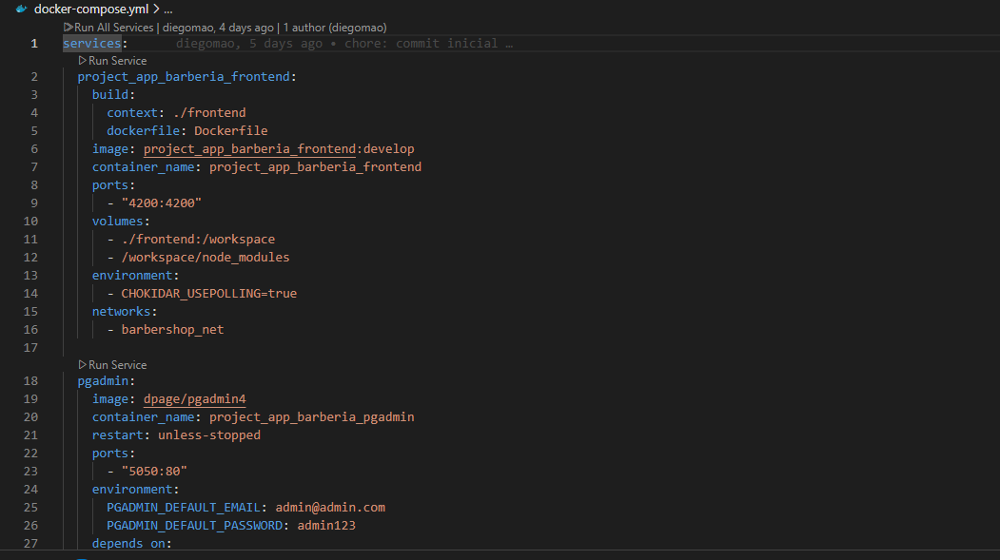 docker-compose.yml > ...
Run All Services | diegomao, 4 days ago | 1 author (diegomao)
1 services: diegomao, 5 days ago • chore: commit inicial …
Run Service
2 project_app_barberia_frontend:
3 build:
4 context: ./frontend
5 dockerfile: Dockerfile
6 image: project_app_barberia_frontend:develop
7 container_name: project_app_barberia_frontend
8 ports:
9 - "4200:4200"
10 volumes:
11 - ./frontend:/workspace
12 - /workspace/node_modules
13 environment:
14 - CHOKIDAR_USEPOLLING=true
15 networks:
16 - barbershop_net
17
Run Service
18 pgadmin:
19 image: dpage/pgadmin4
20 container_name: project_app_barberia_pgadmin
21 restart: unless-stopped
22 ports:
23 - "5050:80"
24 environment:
25 PGADMIN_DEFAULT_EMAIL: admin@admin.com
26 PGADMIN_DEFAULT_PASSWORD: admin123
27 depends_on: